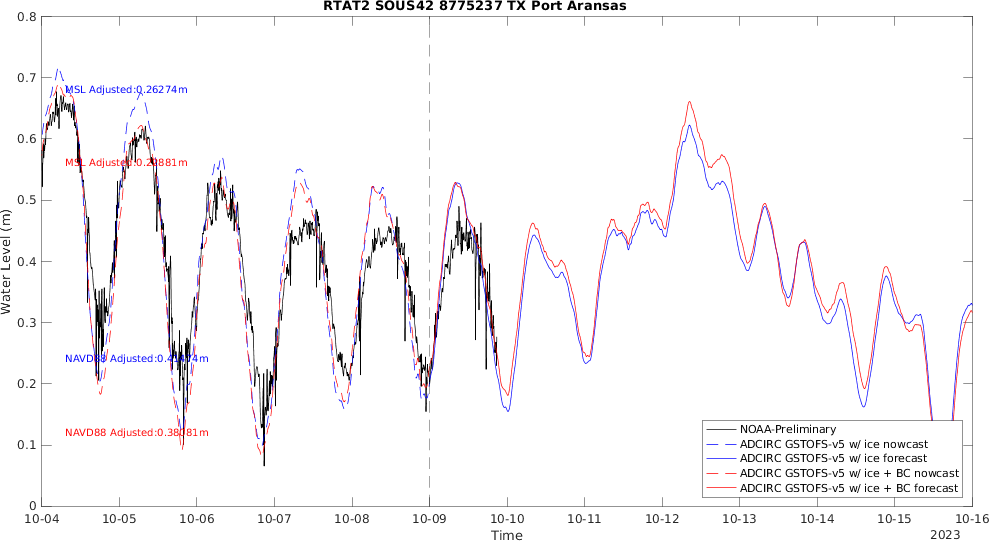 RTAT2 SOUS42 8775237 TX Port Aransas
0.8
0.7
0.6
0.5
0.4
0.3
0.2
0.1
0
Water Level (m)
MSL Adjusted:0.26274m
MSL Adjusted:
NAVD88 Adjusted:
NAVD88 Adjusted:
NOAA-Preliminary
ADCIRC GSTOFS-v5 w/ ice nowcast
ADCIRC GSTOFS-v5 w/ ice forecast
ADCIRC GSTOFS-v5 w/ ice + BC nowcast
ADCIRC GSTOFS-v5 w/ ice + BC forecast
10-04 10-05 10-06 10-07 10-08 10-09 10-10 10-11 10-12 10-13 10-14 10-15 10-16
Time
2023